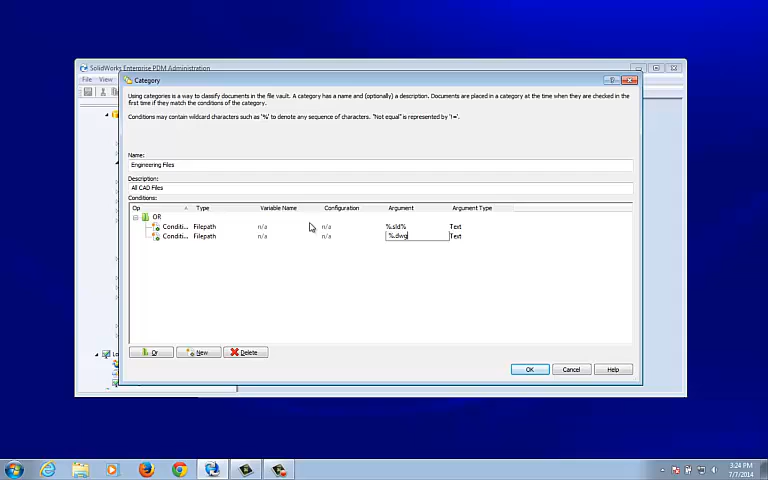 SolidWorks Enterprise PDM Administration
File View
Category
Using categories is a way to classify documents in the file vault. A category has a name and (optionally) a description. Documents are placed in a category at the time when they are checked in the
first time if they match the conditions of the category.
Conditions may contain wildcard characters such as '%' to denote any sequence of characters. "Not equal" is represented by '!='.
Name:
Engineering Files
Description:
All CAD Files
Conditions:
Op Type Variable Name Configuration Argument Argument Type
OR
Conditi... Filepath n/a n/a %.sld% Text
Conditi... Filepath n/a n/a %.dwg Text
Or New Delete
Lo
OK Cancel Help
3:24 PM
7/7/2014